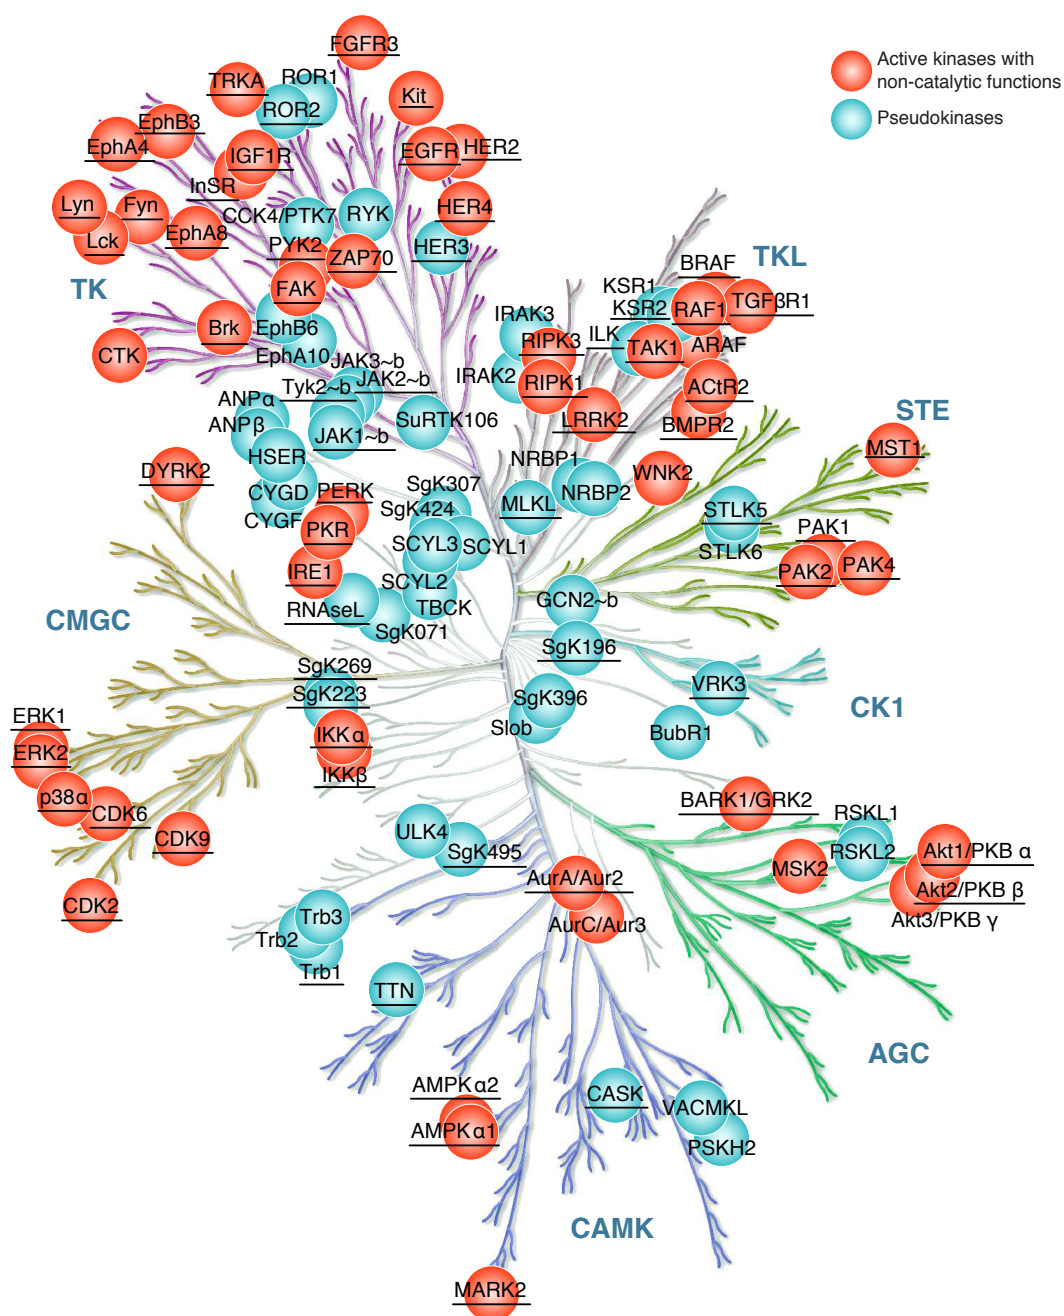 FGFR3
Active kinases with
non-catalytic functions
Pseudokinases
ROR1
TRKA
ROR2
Kit
EphB3
EphA4
IGF1R
EGFR
HER2
InSR
Lyn
Fyn
HER4
CCK4/PTK7
RYK
EphA8
Lck
PYK2
ZAP70
HER3
TKL
BRAF
TK
FAK
KSR1
KSR2
RAF1
TGFβR1
IRAK3
Brk
EphB6
RIPK3
ILK
TAK1
ARAF
CTK
EphA10
JAK3~b
IRAK2
JAK2~b
Tyk2~b
RIPK1
ACtR2
ANPα
ANPβ
SuRTK106
LRRK2
BMPR2
STE
JAK1~b
MST1
HSER
NRBP1
DYRK2
WNK2
SgK307
CYGD
PERK
NRBP2
MLKL
SgK424
STLK5
CYGF
PKR
PAK1
SCYL3
SCYL1
STLK6
IRE1
PAK2
PAK4
SCYL2
RNAseL
TBCK
GCN2~b
CMGC
SgK071
SgK196
SgK269
SgK223
VRK3
SgK396
CK1
ERK1
Slob
BubR1
IKKα
ERK2
IKKβ
p38α
BARK1/GRK2
CDK6
RSKL1
ULK4
CDK9
SgK495
RSKL2
Akt1/PKB α
MSK2
AurA/Aur2
Akt2/PKB β
CDK2
Trb3
AurC/Aur3
Akt3/PKB γ
Trb2
Trb1
TTN
AGC
AMPKα2
CASK
VACMKL
AMPKα1
PSKH2
CAMK
MARK2